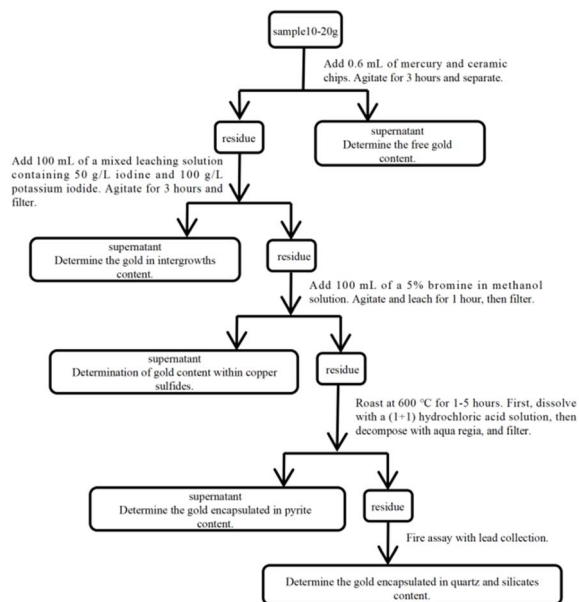 sample10-20g
Add 0.6 mL of mercury and ceramic
chips. Agitate for 3 hours and separate.
residue
supernatant
Determine the free gold
content.
Add 100 mL of a mixed leaching solution
containing 50 g/L iodine and 100 g/L
potassium iodide. Agitate for 3 hours and
filter.
supernatant
Determine the gold in intergrowths
content.
residue
Add 100 mL of a 5% bromine in methanol
solution. Agitate and leach for 1 hour, then filter.
supernatant
Determination of gold content within copper
sulfides.
residue
Roast at 600 ℃ for 1-5 hours. First, dissolve
with a (1+1) hydrochloric acid solution, then
decompose with aqua regia, and filter.
supernatant
Determine the gold encapsulated in pyrite
content.
residue
Fire assay with lead collection.
Determine the gold encapsulated in quartz and silicates
content.